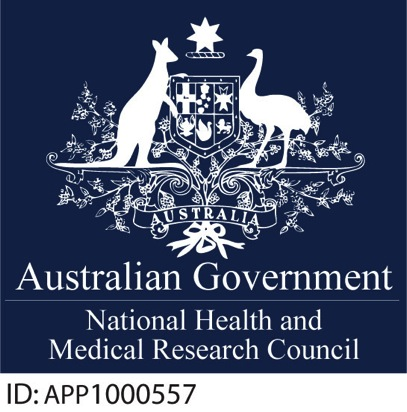 AUSTRALIA
Australian Government
National Health and
Medical Research Council
ID: APP1000557